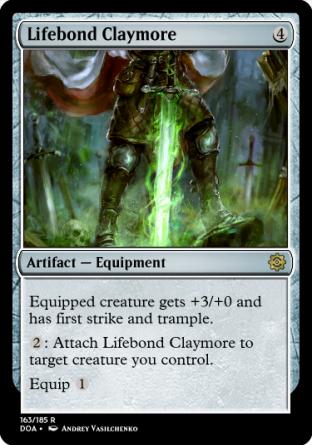 Lifebond Claymore 4
Artifact — Equipment
Equipped creature gets +3/+0 and
has first strike and trample.
2 : Attach Lifebond Claymore to
target creature you control.
Equip 1
163/185 R
DOA • Andrey Vasilchenko